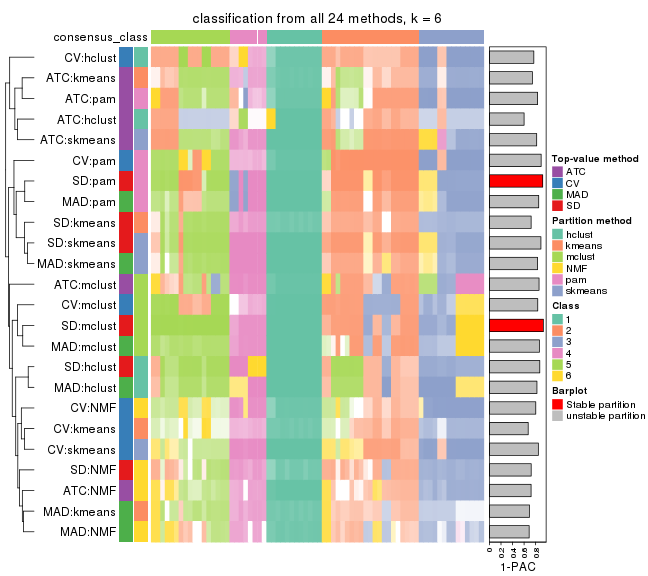 classification from all 24 methods, k = 6
consensus_class
CV:hclust
ATC:kmeans
ATC:pam
ATC:hclust
ATC:skmeans
CV:pam
SD:pam
MAD:pam
SD:kmeans
SD:skmeans
MAD:skmeans
ATC:mclust
CV:mclust
SD:mclust
MAD:mclust
SD:hclust
MAD:hclust
CV:NMF
CV:kmeans
CV:skmeans
SD:NMF
ATC:NMF
MAD:kmeans
MAD:NMF
0
0.2
0.4
0.6
0.8
1-PAC
Top-value method
ATC
CV
MAD
SD
Partition method
hclust
kmeans
mclust
NMF
pam
skmeans
Class
1
2
3
4
5
6
Barplot
Stable partition
unstable partition